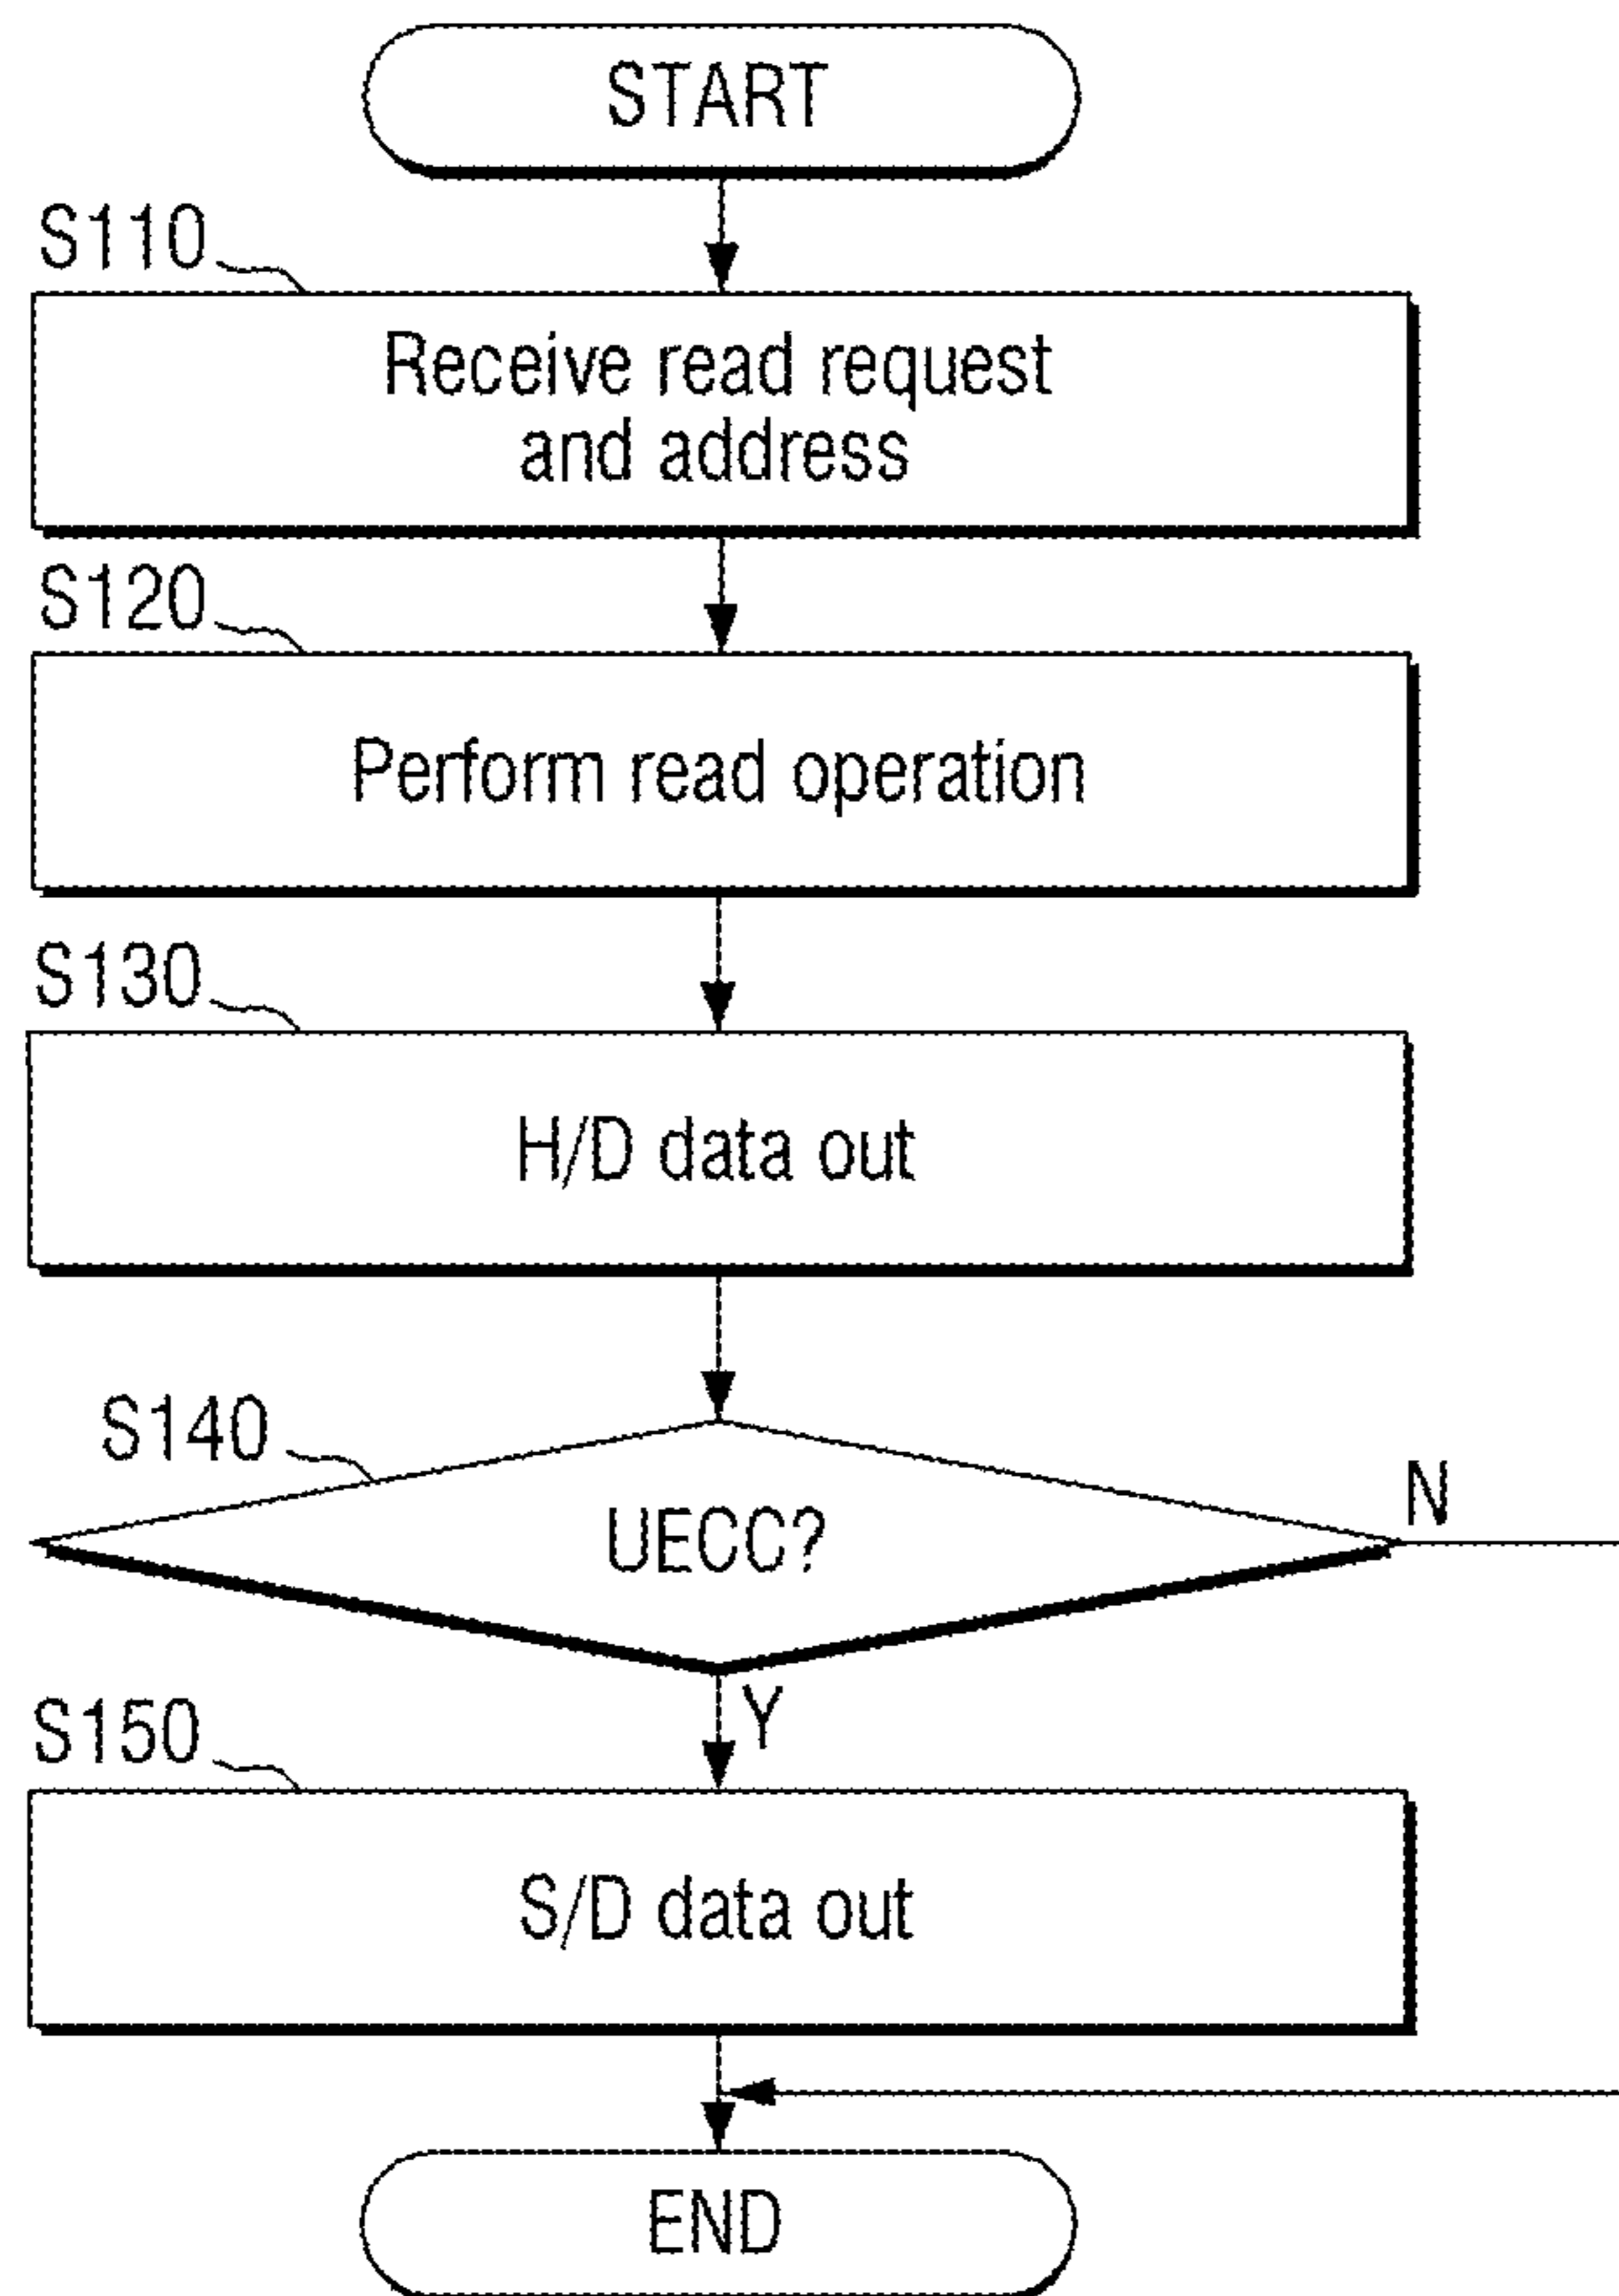 START
S110
Receive read request
and address
S120
Perform read operation
S130
H/D data out
S140
UECC?
N
Y
S150
S/D data out
END